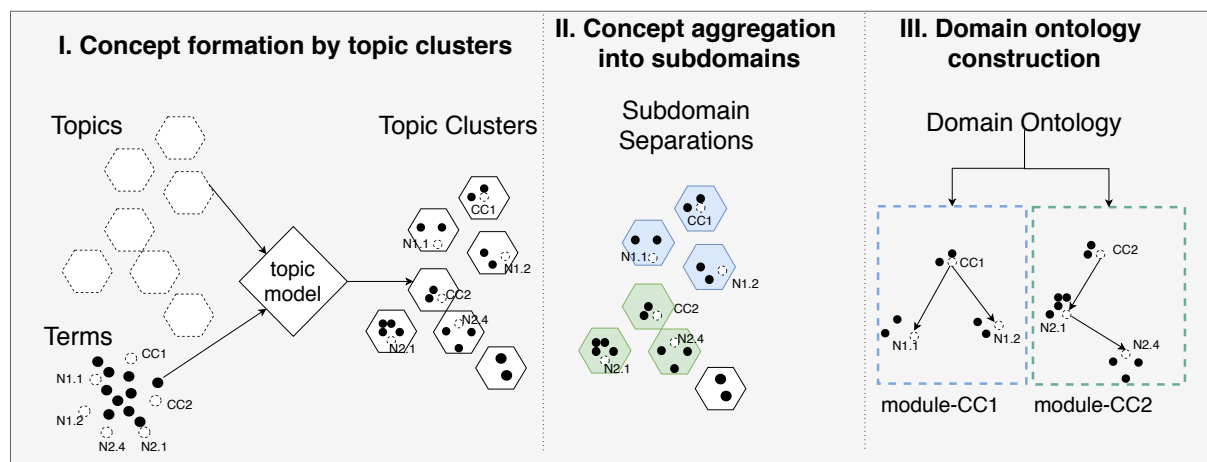 I. Concept formation by topic clusters
Topics
Topic Clusters
CC1
N1.1
N1.2
topic
model
CC2
N2.4
N2.1
Terms
CC1
N1.1
CC2
N1.2
N2.4
N2.1
II. Concept aggregation
into subdomains
Subdomain
Separations
CC1
N1.1
N1.2
CC2
N2.4
N2.1
III. Domain ontology
construction
Domain Ontology
CC1
N1.1
N1.2
module-CC1
CC2
N2.1
N2.4
module-CC2